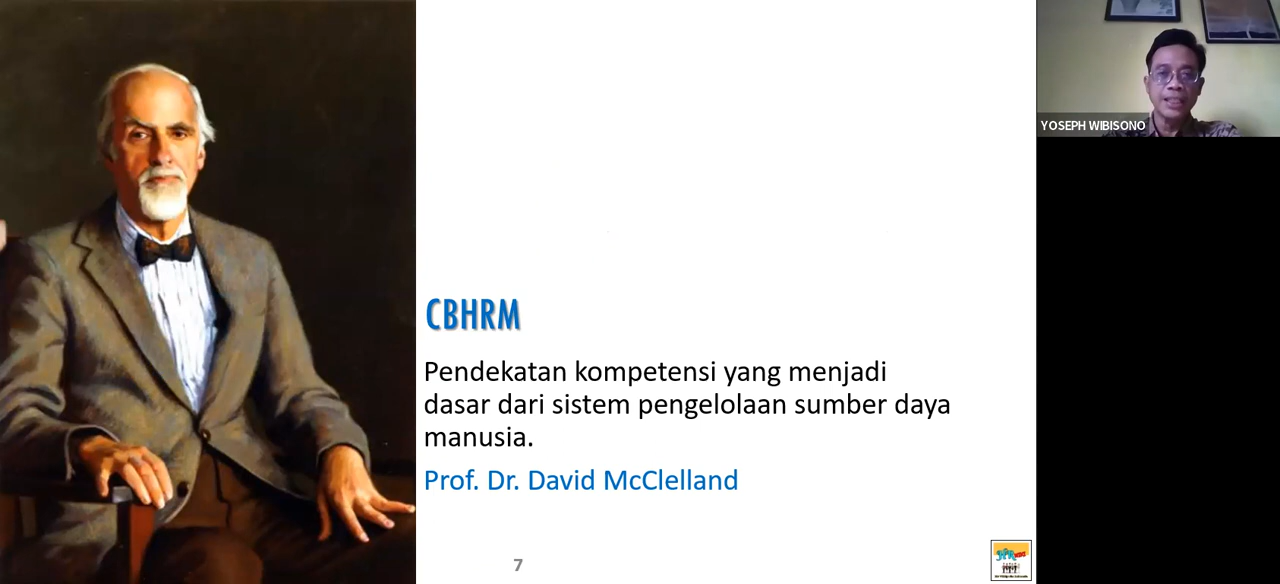 CBHRM
Pendekatan kompetensi yang menjadi
dasar dari sistem pengelolaan sumber daya
manusia.
Prof. Dr. David McClelland
7
YOSEPH WIBISONO